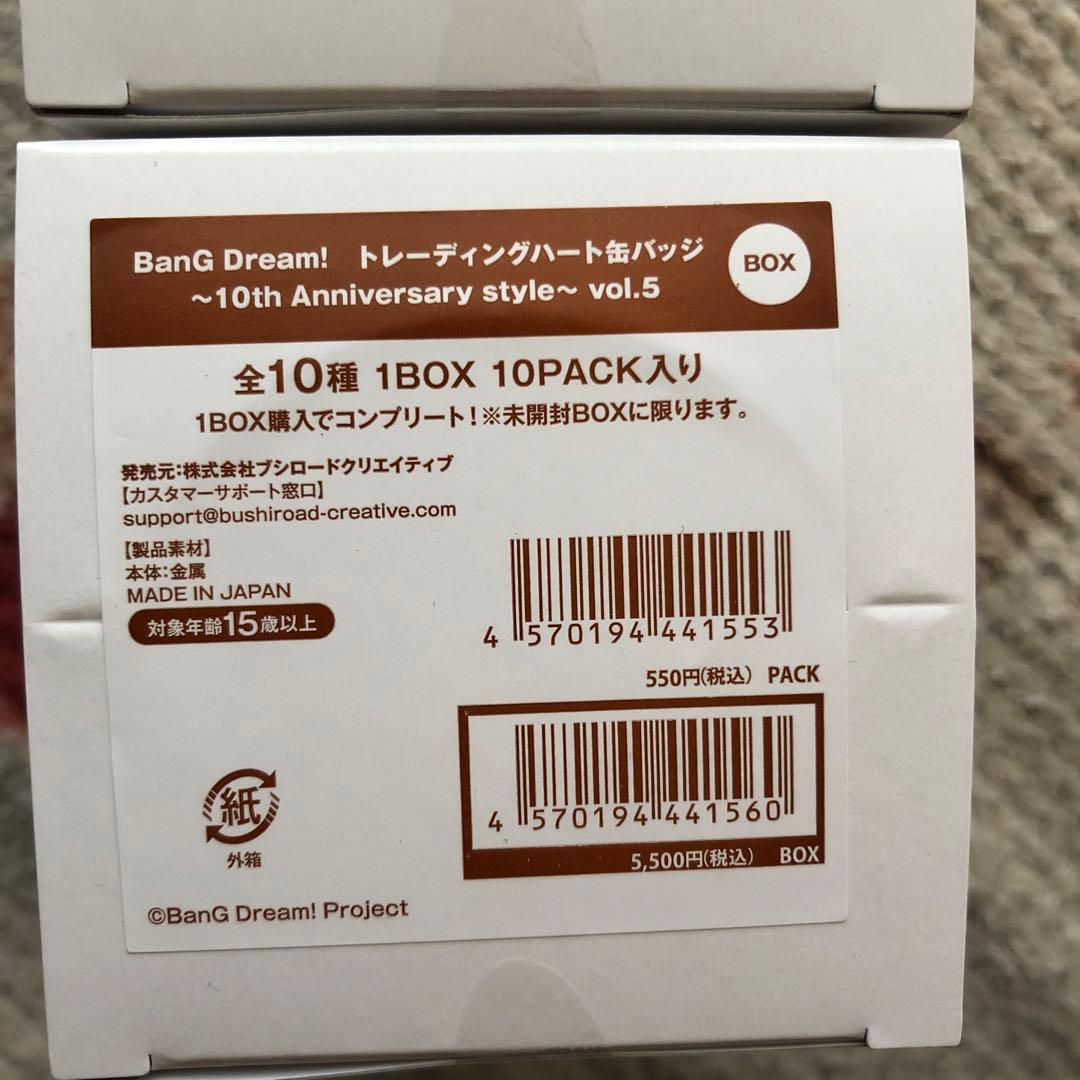 BanG Dream! トレーディングハート缶バッジ
～10th Anniversary style～ vol.5
BOX
全10種 1BOX 10PACK入り
1BOX購入でコンプリート!※未開封BOXに限ります。
発売元:株式会社ブシロードクリエイティブ
【カスタマーサポート窓口】
support@bushiroad-creative.com
【製品素材】
本体:金属
MADE IN JAPAN
対象年齢15歳以上
4 570194 441553
550円(税込) PACK
4 570194 441560
5,500円(税込) BOX
紙
外箱
©BanG Dream! Project